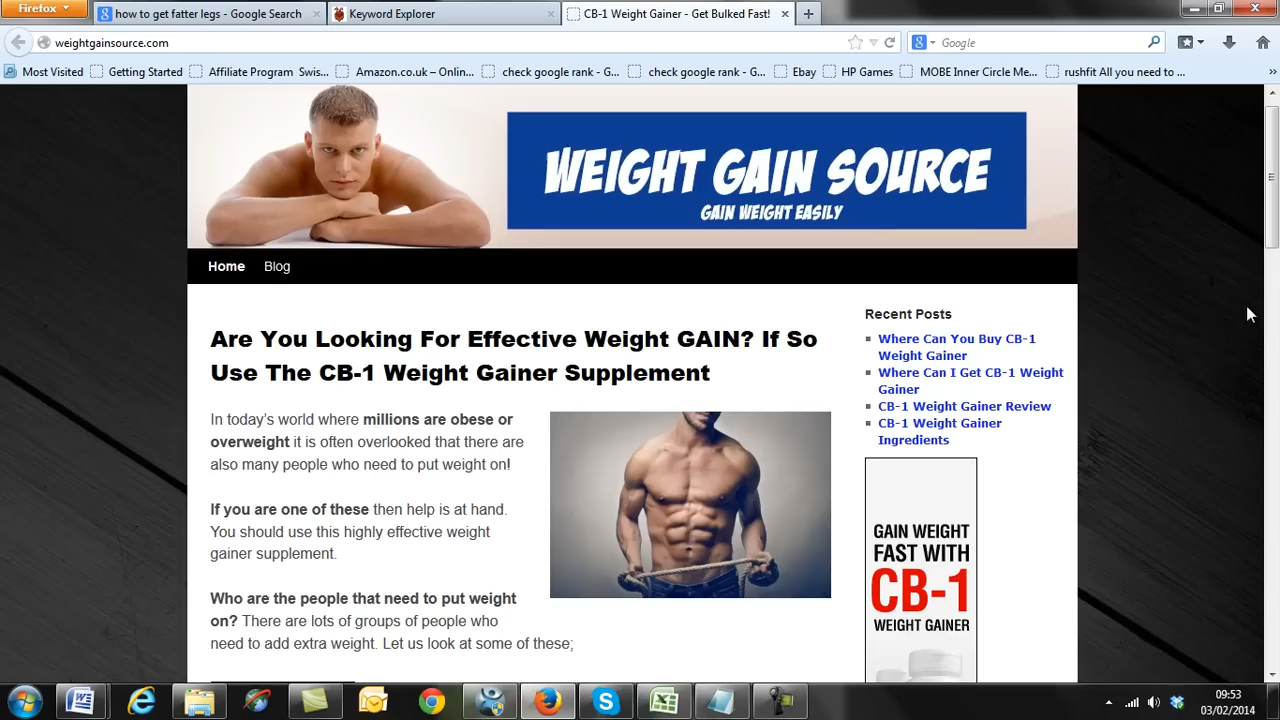 Firefox
how to get fatter legs - Google Search
Keyword Explorer
CB-1 Weight Gainer - Get Bulked Fast!
weightgainsource.com
Google
Most Visited
Getting Started
Affiliate Program Swis...
Amazon.co.uk – Onlin...
check google rank - G...
check google rank - G...
Ebay
HP Games
MOBE Inner Circle Me...
rushfit All you need to ...
WEIGHT GAIN SOURCE
GAIN WEIGHT EASILY
Home
Blog
Are You Looking For Effective Weight GAIN? If So
Use The CB-1 Weight Gainer Supplement
In today's world where millions are obese or
overweight it is often overlooked that there are
also many people who need to put weight on!
If you are one of these then help is at hand.
You should use this highly effective weight
gainer supplement.
Who are the people that need to put weight
on? There are lots of groups of people who
need to add extra weight. Let us look at some of these;
Recent Posts
Where Can You Buy CB-1
Weight Gainer
Where Can I Get CB-1 Weight
Gainer
CB-1 Weight Gainer Review
CB-1 Weight Gainer
Ingredients
GAIN WEIGHT
FAST WITH
CB-1
WEIGHT GAINER
09:53
03/02/2014